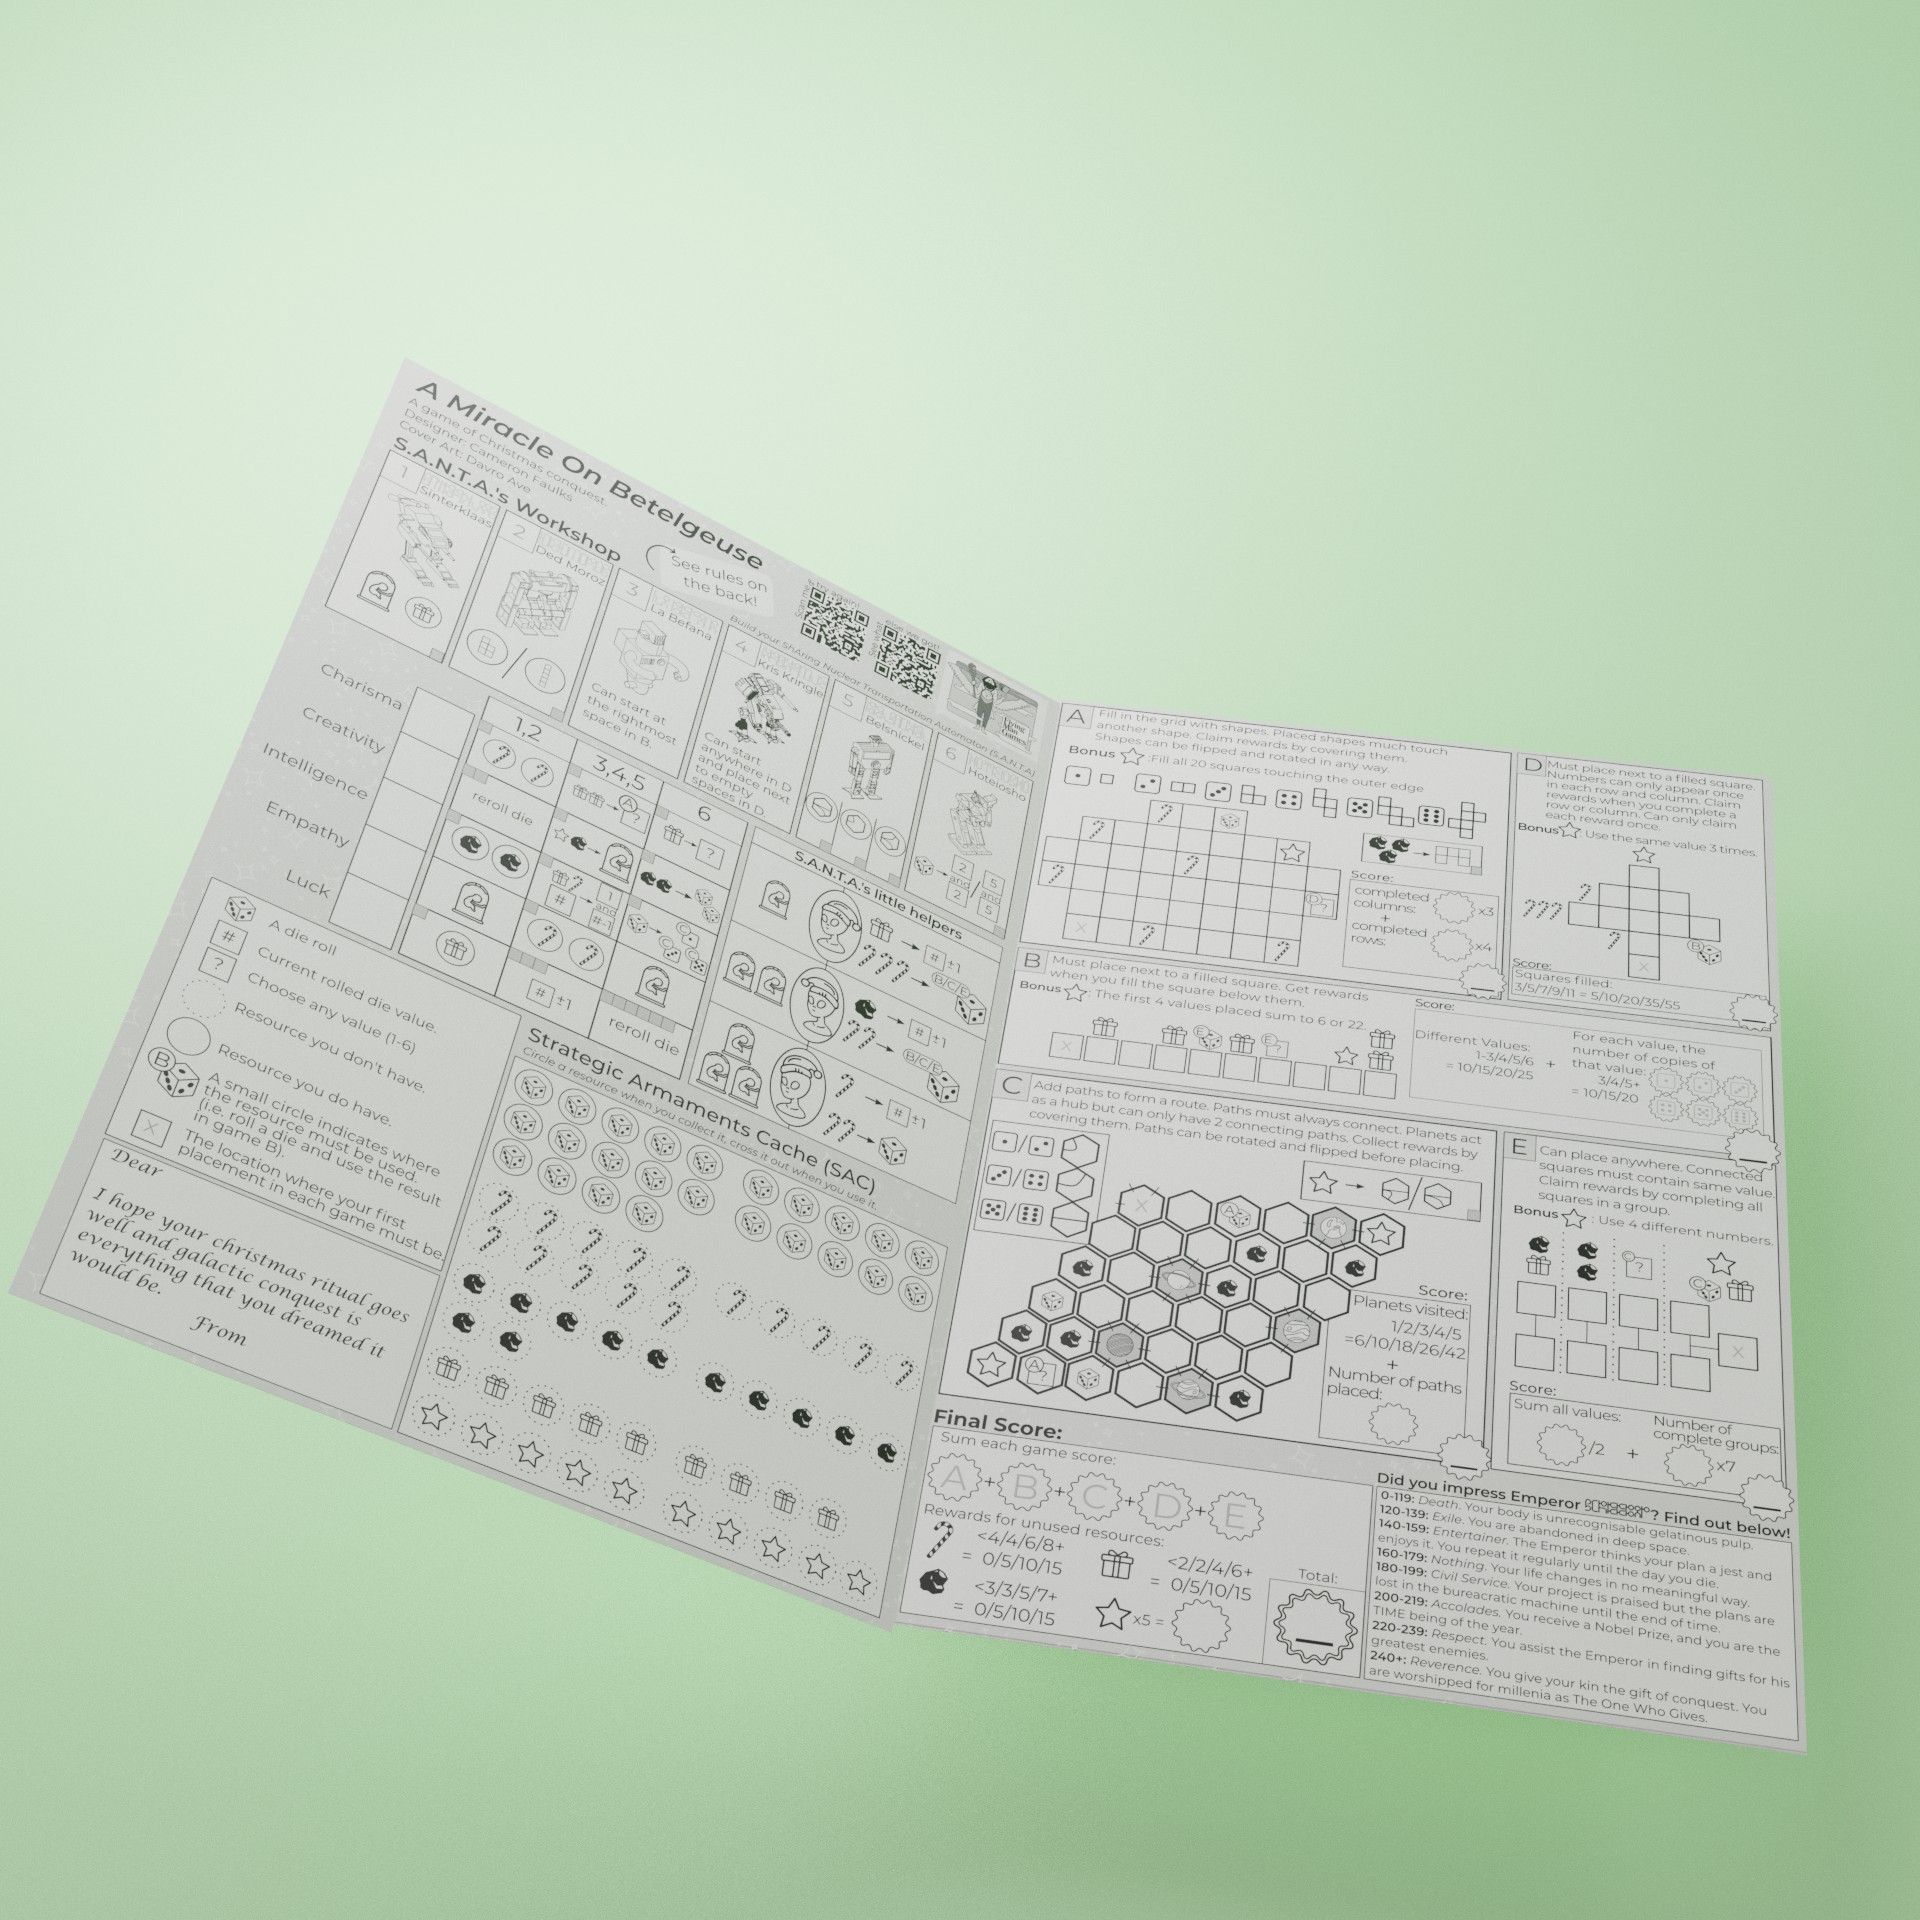 A Miracle On Betelgeuse
A game of Christmas conquest.
Designer: Cameron Faulks
Cover Art: Davro Ave
S.A.N.T.A.'s Workshop
See rules on
the back!
Scan me,
try again!
See what
else we got!
Build your ShAring Nuclear Transportation Automaton (S.A.N.T.A)
1
Sinterklaas
2
Ded Moroz
/
3
La Befana
Can start at
the rightmost
space in B.
4
Kris Kringle
Can start
anywhere in D
and place next
to empty
spaces in D
5
Belsnickel
/ /
6
Hoteiosho
2 and 2 / 5 and 5
Charisma
Creativity
Intelligence
Empathy
Luck
1,2
3,4,5
6
reroll die
A
?
?
#
1 and #-1
C
C
# ±1
reroll die
S.A.N.T.A.'s little helpers
# ±1
B/C/E
# ±1
B/C/E
# ±1
A die roll
# Current rolled die value.
? Choose any value (1-6)
Resource you don't have.
Resource you do have.
B A small circle indicates where
the resource must be used.
(i.e. roll a die and use the result
in game B).
X The location where your first
placement in each game must be
Dear
I hope your christmas ritual goes
well and galactic conquest is
everything that you dreamed it
would be.
From
Strategic Armaments Cache (SAC)
Circle a resource when you collect it, cross it out when you use it.
A
Fill in the grid with shapes. Placed shapes much touch
another shape. Claim rewards by covering them.
Shapes can be flipped and rotated in any way.
Bonus :Fill all 20 squares touching the outer edge
D
?
X
Score:
completed
columns: x3
+
completed
rows: x4
B
Must place next to a filled square. Get rewards
when you fill the square below them.
Bonus : The first 4 values placed sum to 6 or 22.
X
E
E
?
Score:
Different Values:
1-3/4/5/6
= 10/15/20/25
+
For each value, the
number of copies of
that value:
3/4/5+
= 10/15/20
C
Add paths to form a route. Paths must always connect. Planets act
as a hub but can only have 2 connecting paths. Collect rewards by
covering them. Paths can be rotated and flipped before placing.
/
/
/
/
X
A
A
?
Score:
Planets visited:
1/2/3/4/5
=6/10/18/26/42
+
Number of paths
placed:
D
Must place next to a filled square.
Numbers can only appear once
in each row and column. Claim
rewards when you complete a
row or column. Can only claim
each reward once.
Bonus Use the same value 3 times.
B
X
Score:
Squares filled:
3/5/7/9/11 = 5/10/20/35/55
E
Can place anywhere. Connected
squares must contain same value.
Claim rewards by completing all
squares in a group.
Bonus : Use 4 different numbers.
C
?
C
X
Score:
Sum all values:
/2
+
Number of
complete groups:
x7
Final Score:
Sum each game score:
A + B + C + D + E
Rewards for unused resources:
<4/4/6/8+
= 0/5/10/15
<2/2/4/6+
= 0/5/10/15
<3/3/5/7+
= 0/5/10/15
x5 =
Total:
Did you impress Emperor ? Find out below!
0-119: Death. Your body is unrecognisable gelatinous pulp.
120-139: Exile. You are abandoned in deep space.
140-159: Entertainer. The Emperor thinks your plan a jest and
enjoys it. You repeat it regularly until the day you die.
160-179: Nothing. Your life changes in no meaningful way.
180-199: Civil Service. Your project is praised but the plans are
lost in the bureacratic machine until the end of time.
200-219: Accolades. You receive a Nobel Prize, and you are the
TIME being of the year.
220-239: Respect. You assist the Emperor in finding gifts for his
greatest enemies.
240+: Reverence. You give your kin the gift of conquest. You
are worshipped for millenia as The One Who Gives.